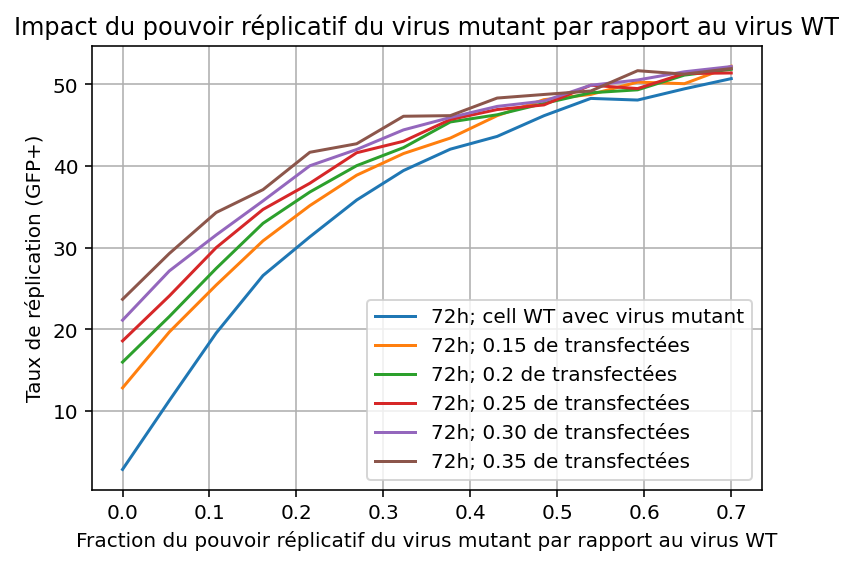 Impact du pouvoir réplicatif du virus mutant par rapport au virus WT
Taux de réplication (GFP+)
50
40
30
20
10
72h; cell WT avec virus mutant
72h; 0.15 de transfectées
72h; 0.2 de transfectées
72h; 0.25 de transfectées
72h; 0.30 de transfectées
72h; 0.35 de transfectées
0.0 0.1 0.2 0.3 0.4 0.5 0.6 0.7
Fraction du pouvoir réplicatif du virus mutant par rapport au virus WT